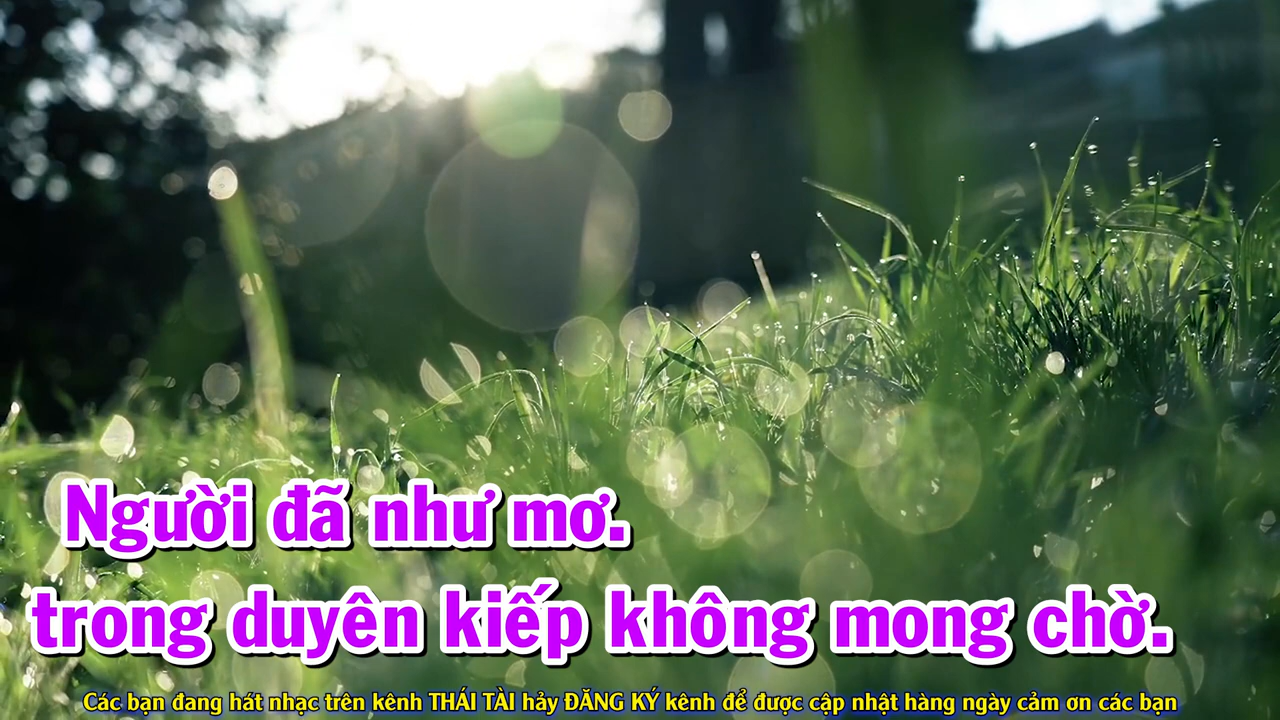 Người đã như mơ.
trong duyên kiếp không mong chờ.
Các bạn đang hát nhạc trên kênh THÁI TÀI hảy ĐĂNG KÝ kênh để được cập nhật hàng ngày cảm ơn các bạn